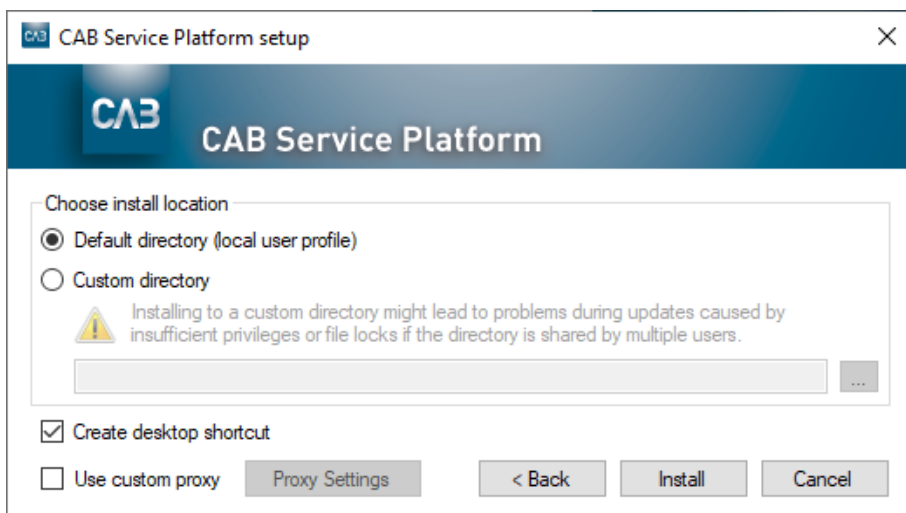 CAB CAB Service Platform setup
CAB
CAB Service Platform
Choose install location
Default directory (local user profile)
Custom directory
Installing to a custom directory might lead to problems during updates caused by
insufficient privileges or file locks if the directory is shared by multiple users.
...
Create desktop shortcut
Use custom proxy Proxy Settings < Back Install Cancel